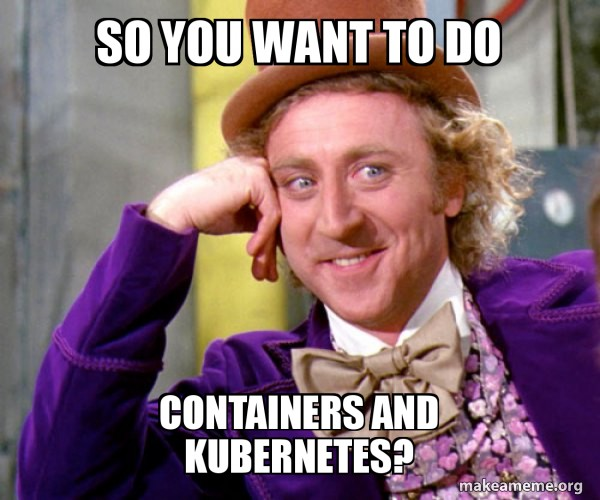 SO YOU WANT TO DO
CONTAINERS AND
KUBERNETES?
makeameme.org